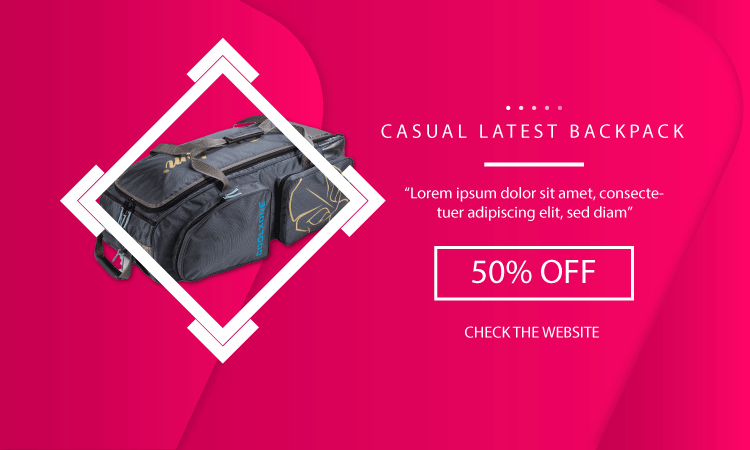 CASUAL LATEST BACKPACK
“Lorem ipsum dolor sit amet, consecte-
tuer adipiscing elit, sed diam”
50% OFF
CHECK THE WEBSITE